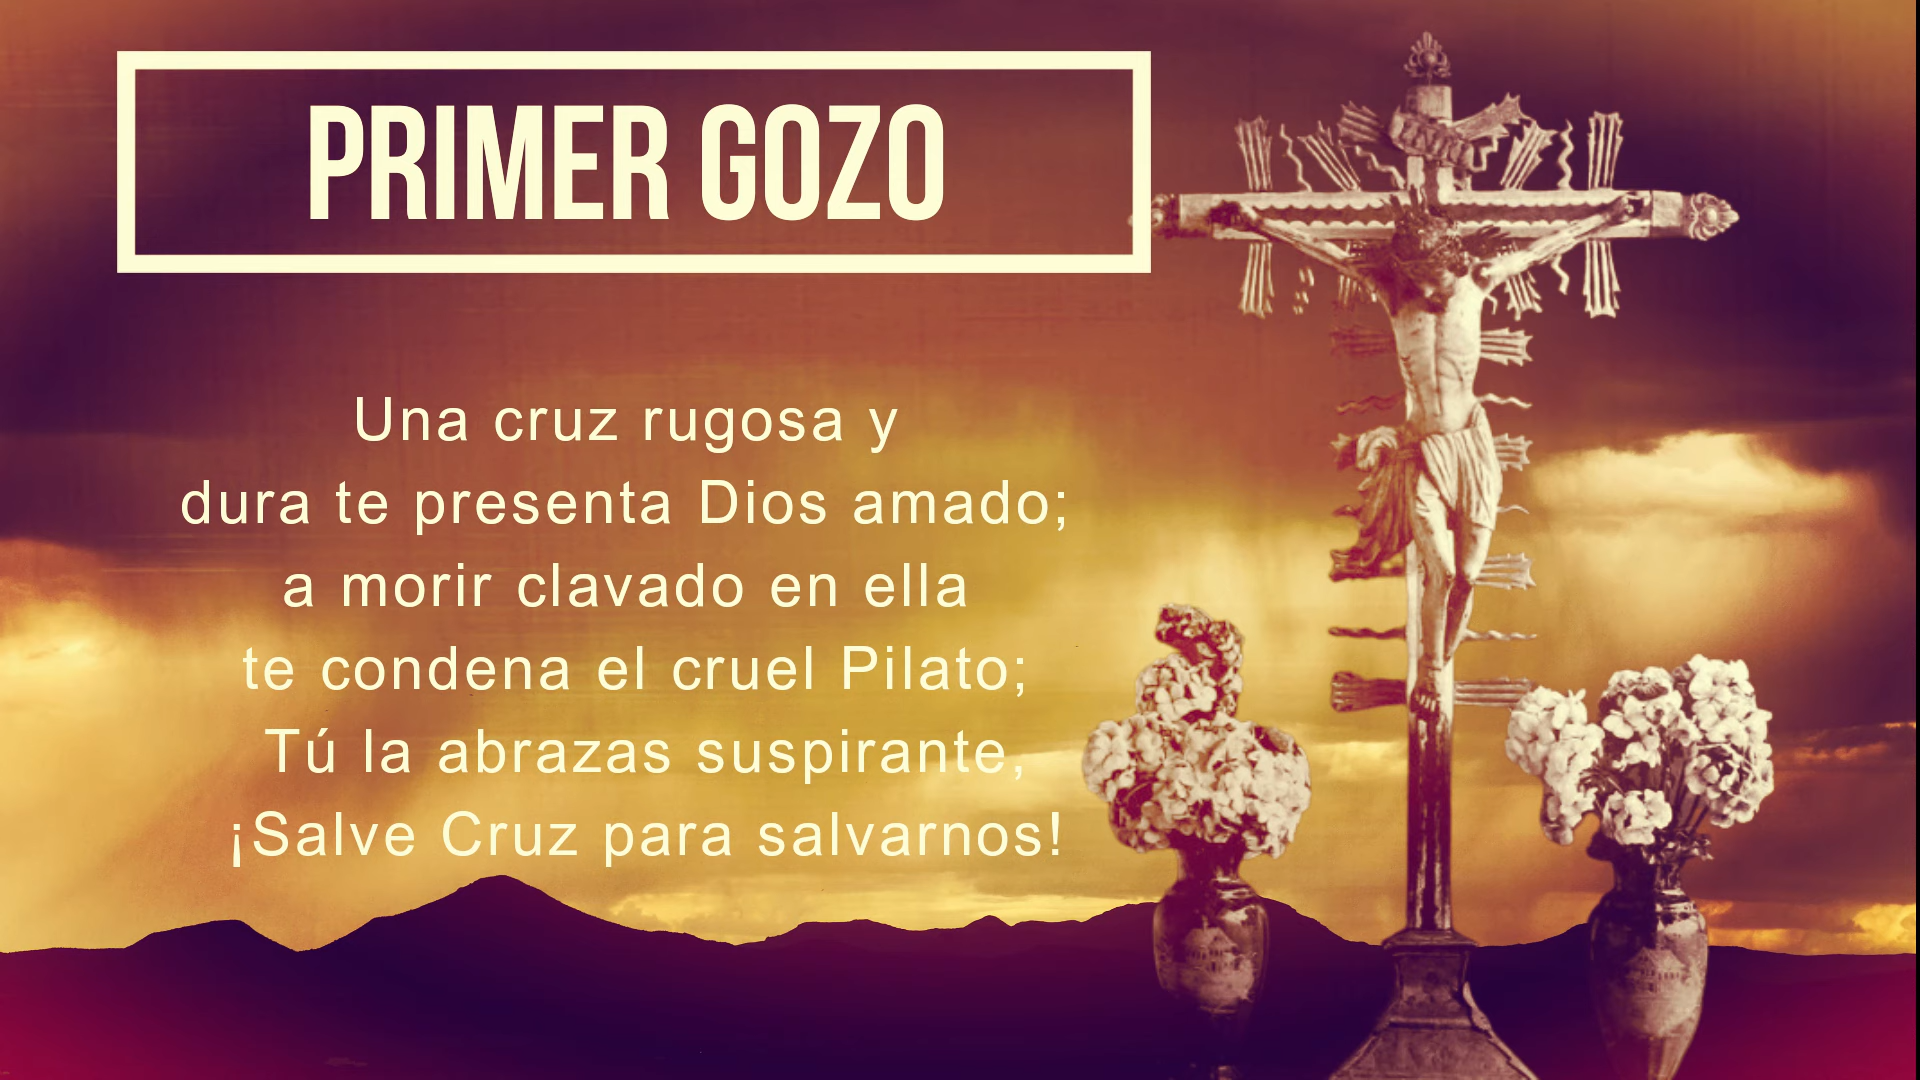 PRIMER GOZO
Una cruz rugosa y
dura te presenta Dios amado;
a morir clavado en ella
te condena el cruel Pilato;
Tú la abrazas suspirante,
¡Salve Cruz para salvarnos!